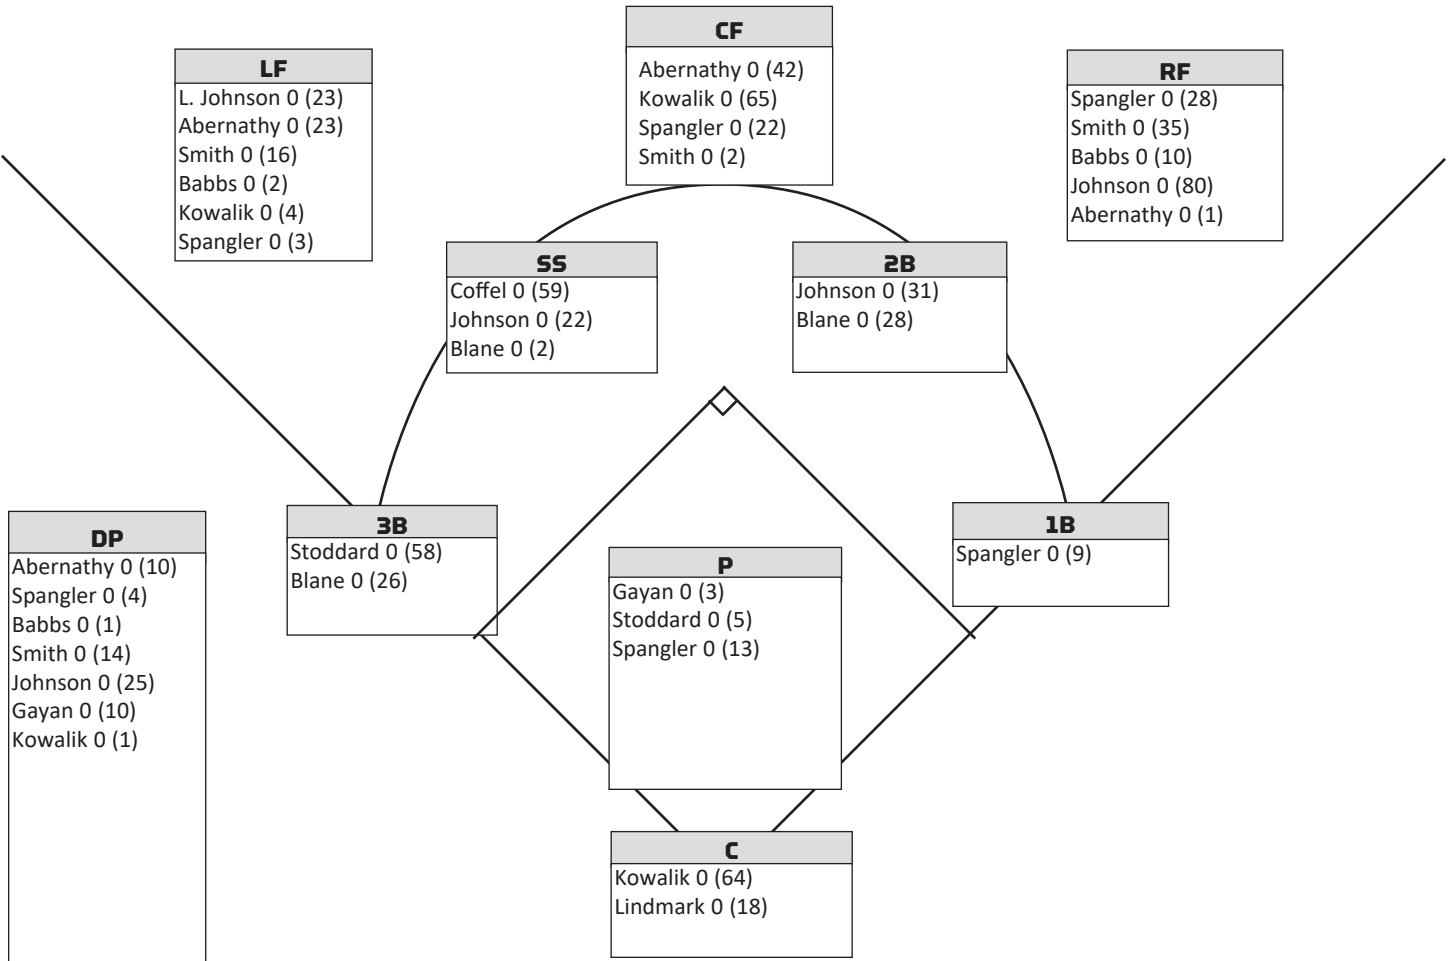 CF
Abernathy 0 (42)
Kowalik 0 (65)
Spangler 0 (22)
Smith 0 (2)
LF
L. Johnson 0 (23)
Abernathy 0 (23)
Smith 0 (16)
Babbs 0 (2)
Kowalik 0 (4)
Spangler 0 (3)
RF
Spangler 0 (28)
Smith 0 (35)
Babbs 0 (10)
Johnson 0 (80)
Abernathy 0 (1)
SS
Coffel 0 (59)
Johnson 0 (22)
Blane 0 (2)
2B
Johnson 0 (31)
Blane 0 (28)
3B
Stoddard 0 (58)
Blane 0 (26)
1B
Spangler 0 (9)
DP
Abernathy 0 (10)
Spangler 0 (4)
Babbs 0 (1)
Smith 0 (14)
Johnson 0 (25)
Gayan 0 (10)
Kowalik 0 (1)
P
Gayan 0 (3)
Stoddard 0 (5)
Spangler 0 (13)
C
Kowalik 0 (64)
Lindmark 0 (18)